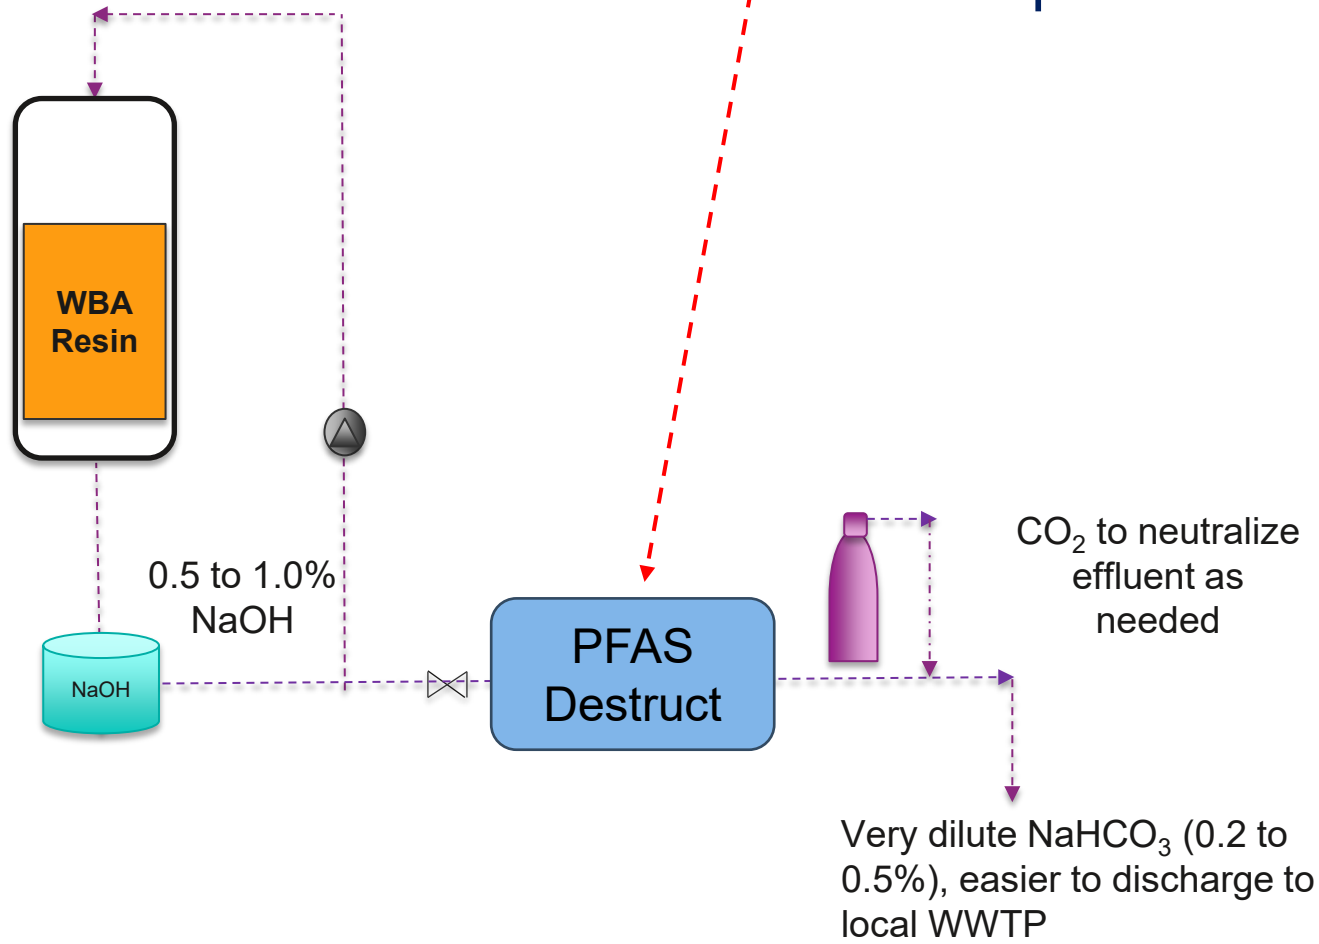 WBA
Resin
0.5 to 1.0%
NaOH
NaOH
PFAS
Destruct
CO₂ to neutralize
effluent as
needed
Very dilute NaHCO₃ (0.2 to
0.5%), easier to discharge to
local WWTP